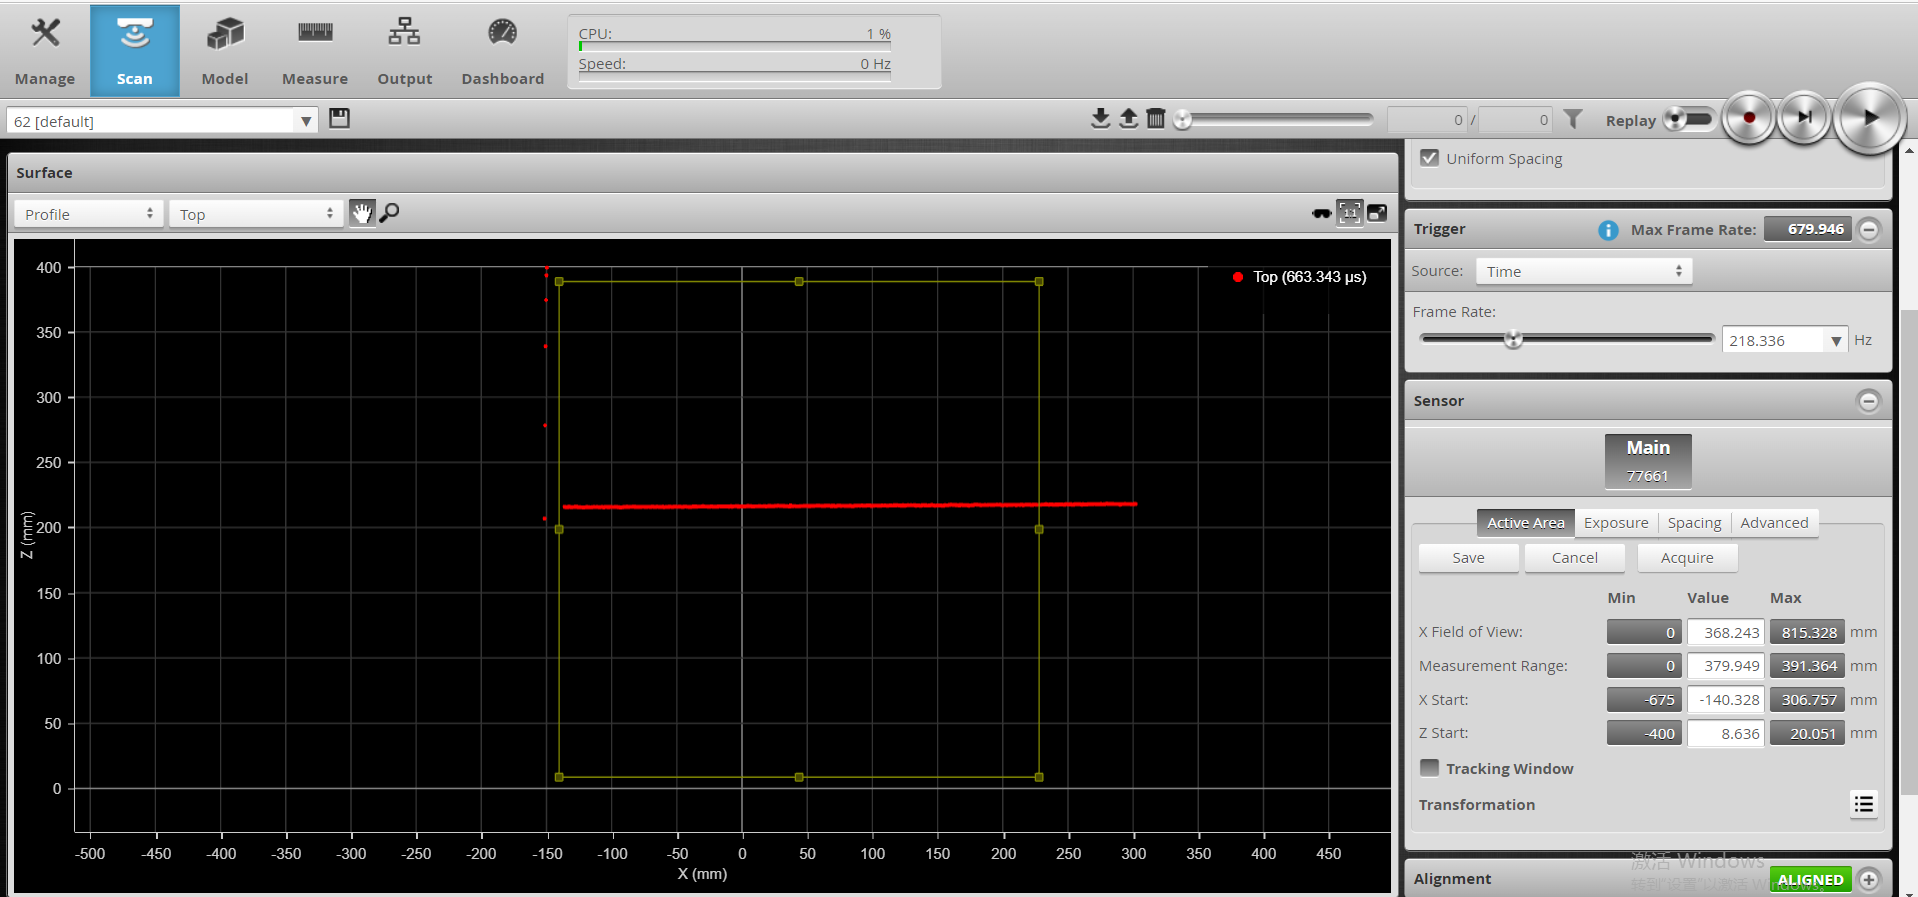 Manage Scan Model Measure Output Dashboard
CPU: 1 %
Speed: 0 Hz
62 [default]
0 / 0
Replay
Surface
Profile Top
1:1
Top (663.343 µs)
400
350
300
250
200
150
100
50
0
Z (mm)
-500 -450 -400 -350 -300 -250 -200 -150 -100 -50 0 50 100 150 200 250 300 350 400 450
X (mm)
Uniform Spacing
Trigger i Max Frame Rate: 679.946
Source: Time
Frame Rate:
218.336 Hz
Sensor
Main
77661
Active Area Exposure Spacing Advanced
Save Cancel Acquire
Min Value Max
X Field of View: 0 368.243 815.328 mm
Measurement Range: 0 379.949 391.364 mm
X Start: -675 -140.328 306.757 mm
Z Start: -400 8.636 20.051 mm
Tracking Window
Transformation
激活 Windows
转到"设置"以激活 Windows。
Alignment ALIGNED